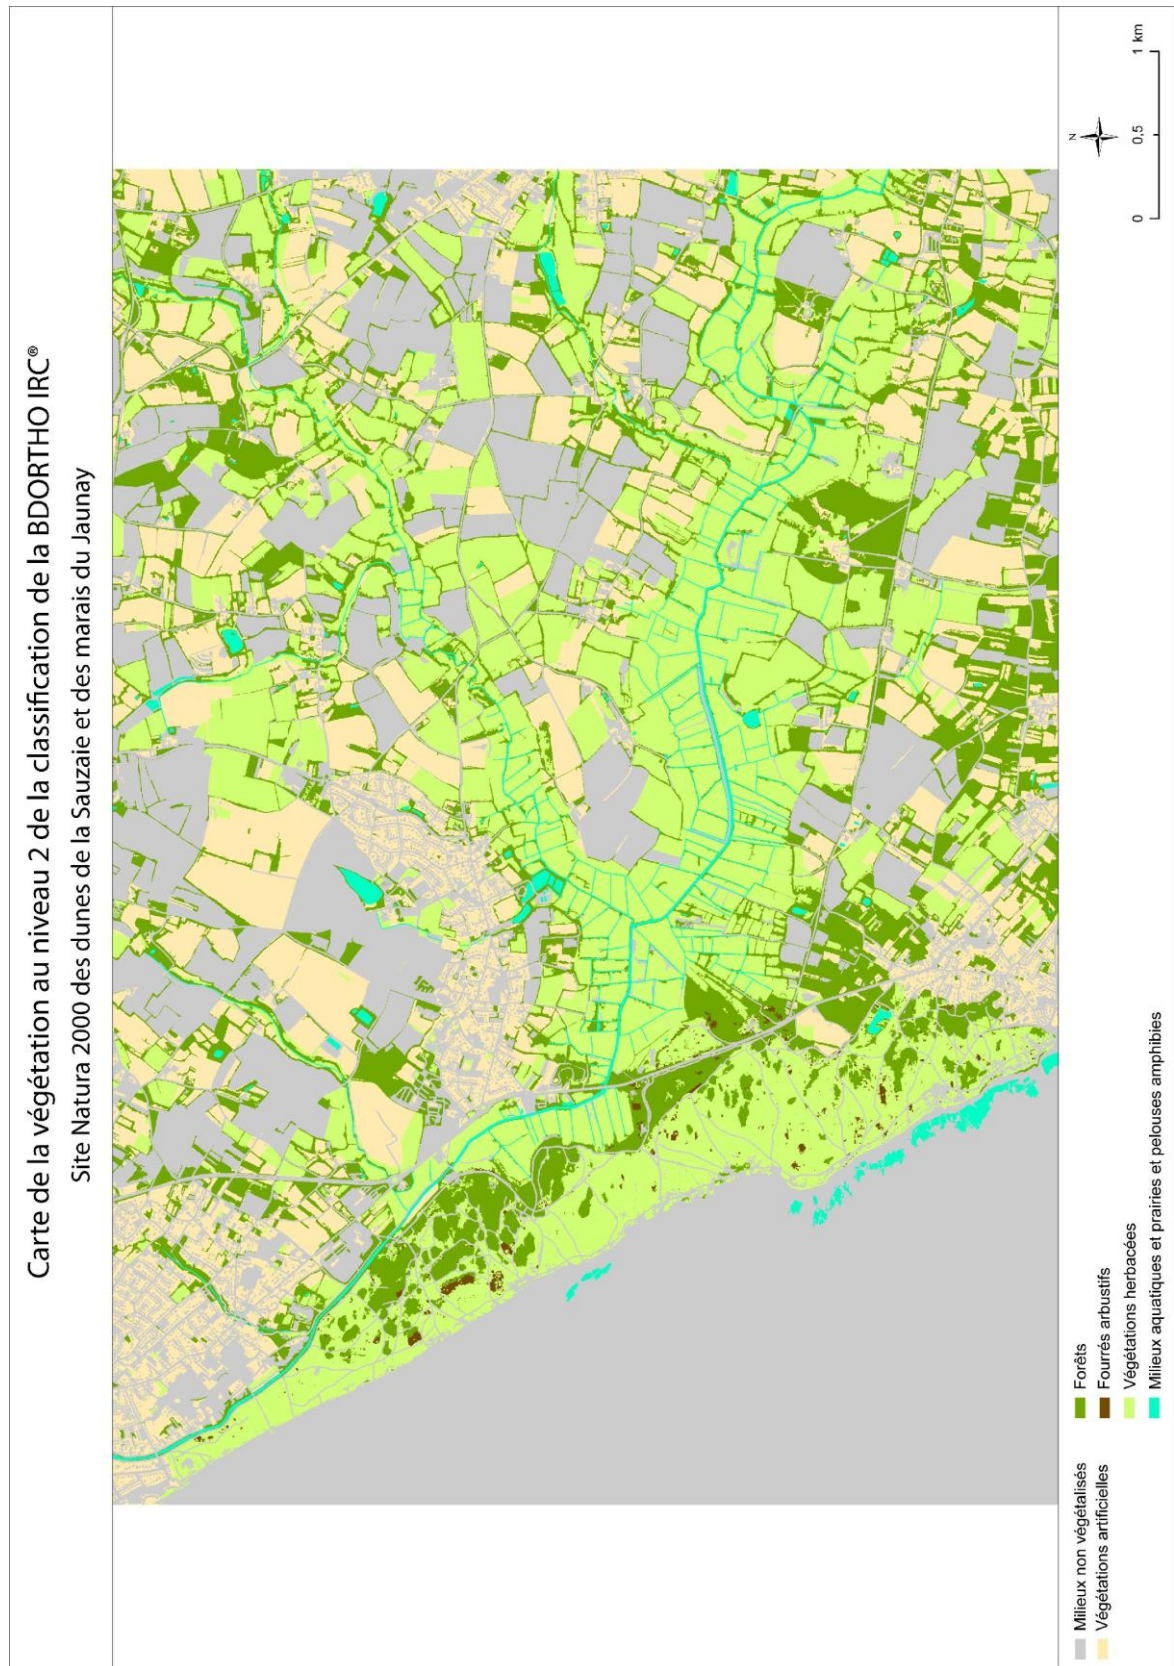 Carte de la végétation au niveau 2 de la classification de la BDORTHO IRC®
Site Natura 2000 des dunes de la Sauzaie et des marais du Jaunay
Milieux non végétalisés
Végétations artificielles
Forêts
Fourrés arbustifs
Végétations herbacées
Milieux aquatiques et prairies et pelouses amphibies
N
0 0,5 1 km